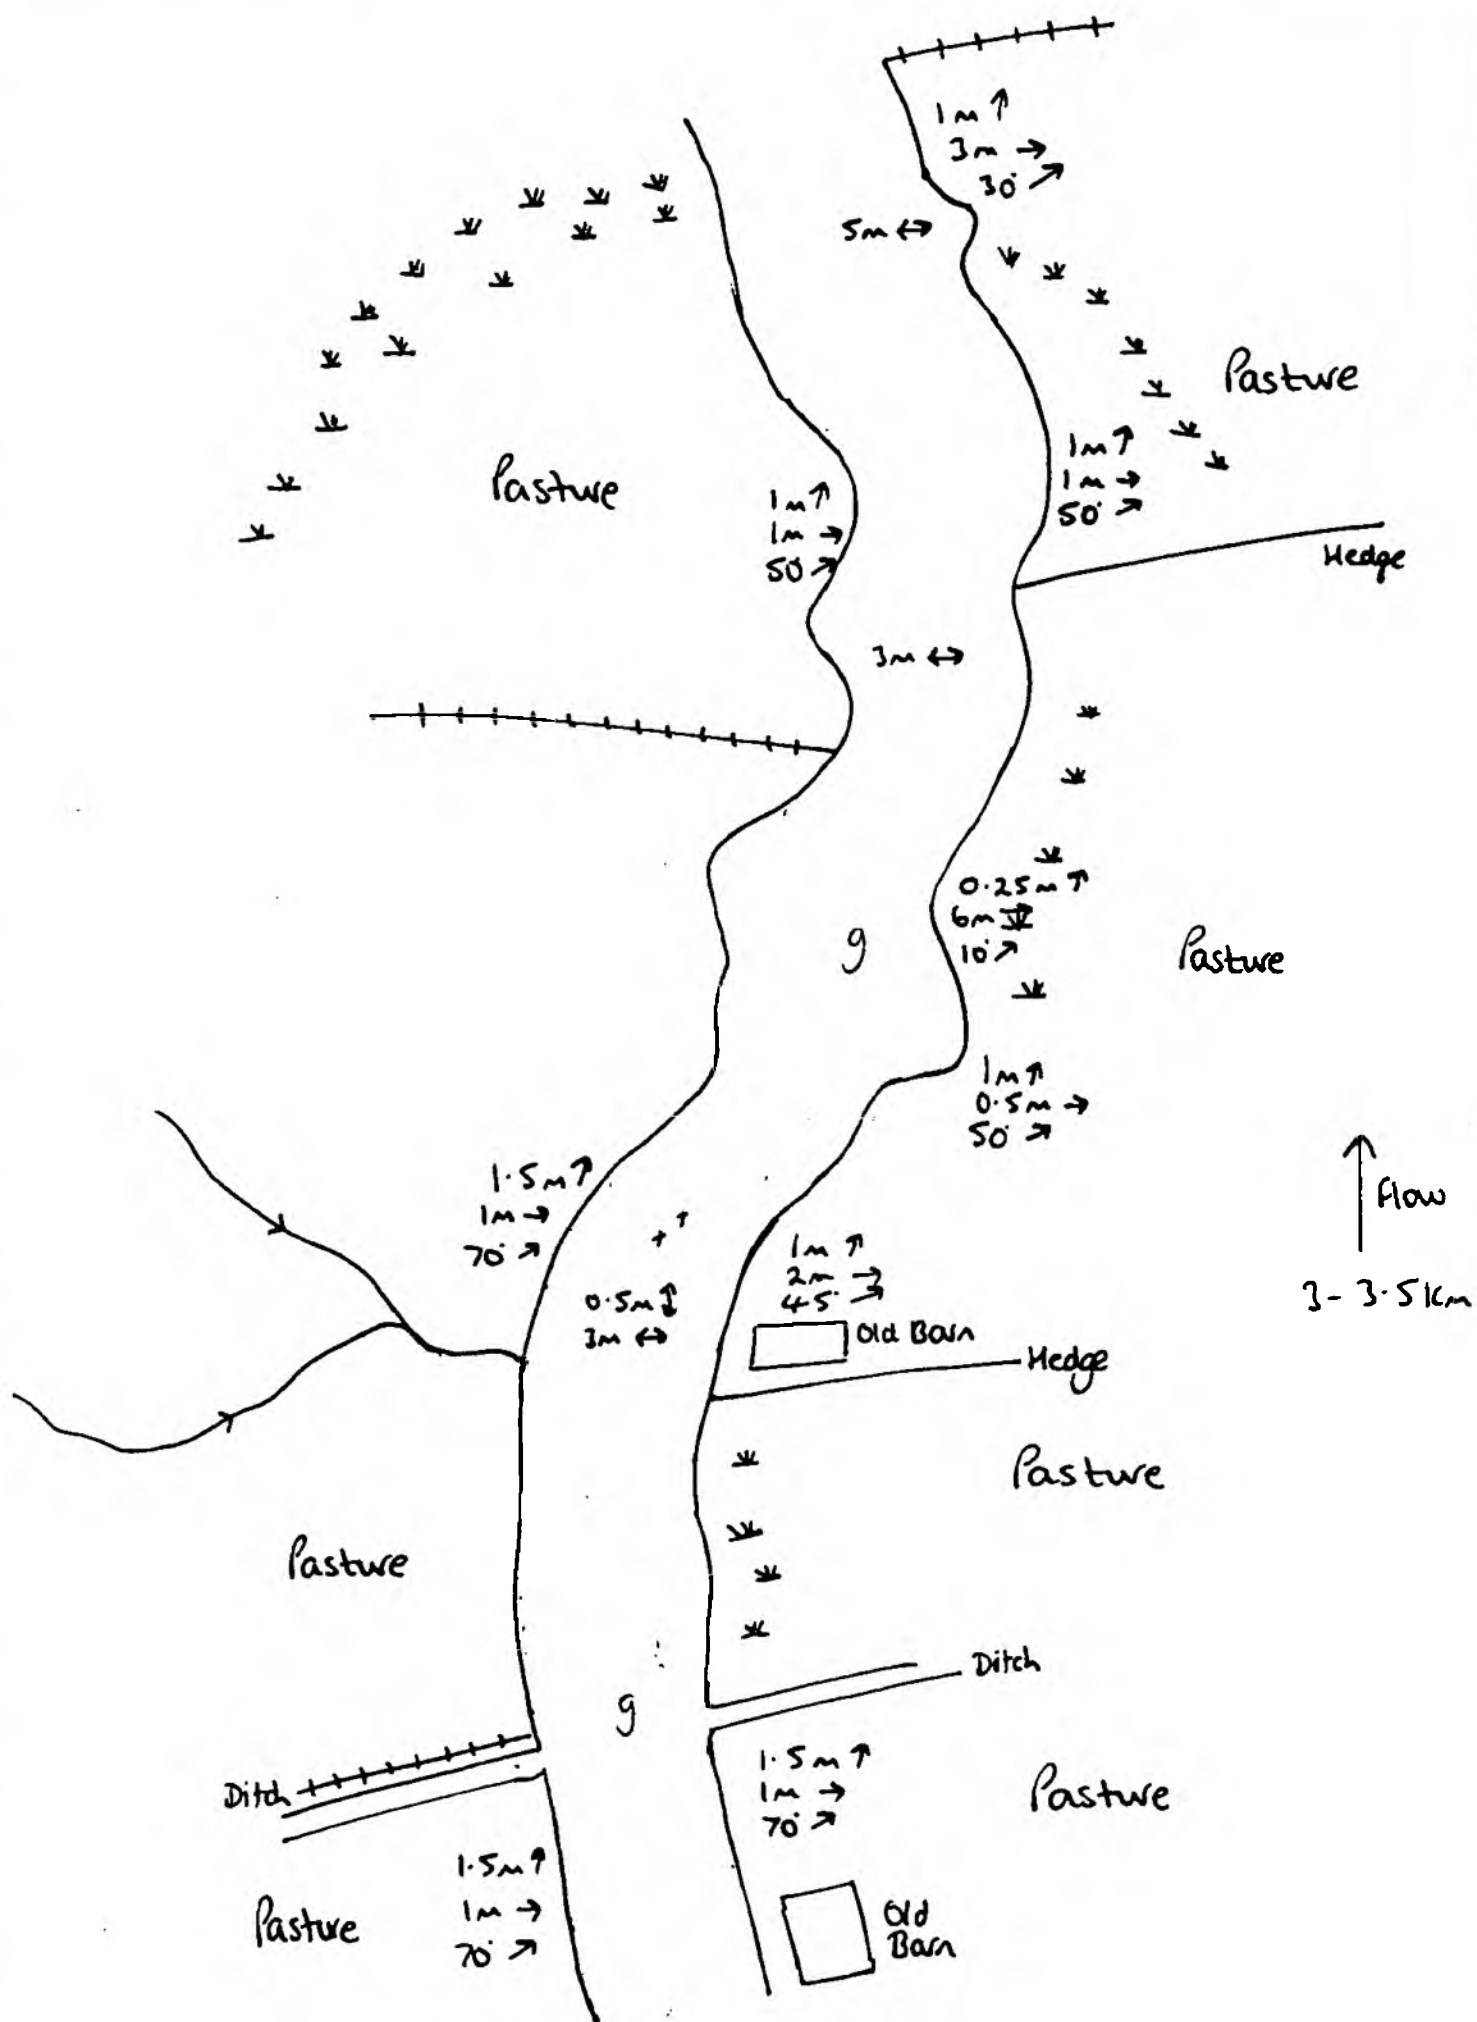 1m ↑
3m →
30° ↗
5m ↔
Pasture
1m ↑
1m →
50° ↗
Pasture
1m ↑
1m →
50° ↗
Hedge
3m ↔
0.25m ↑
6m →
10° ↗
g
Pasture
1m ↑
0.5m →
50° ↗
1.5m ↑
1m →
70° ↗
Flow
3-3.5km
1m ↑
2m →
45° ↗
0.5m ↕
3m ↔
Old Barn
Hedge
Pasture
Pasture
Ditch
g
1.5m ↑
1m →
70° ↗
Pasture
Ditch
1.5m ↑
1m →
70° ↗
Pasture
Old
Barn